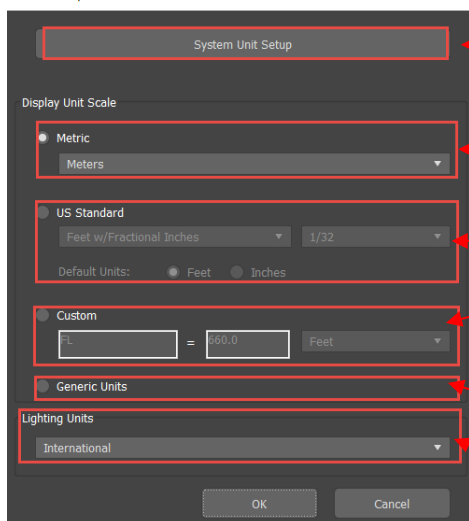 System Unit Setup
Display Unit Scale
Metric
Meters
US Standard
Feet w/Fractional Inches 1/32
Default Units: Feet Inches
Custom
FL = 660.0 Feet
Generic Units
Lighting Units
International
OK Cancel